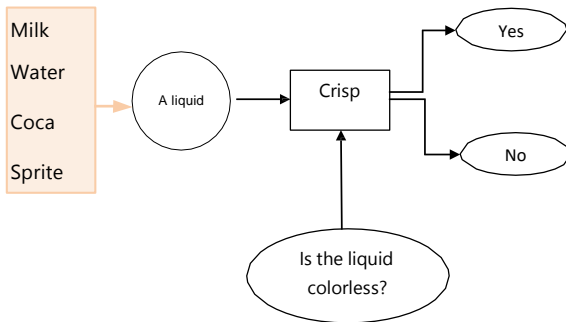 Milk
Water
Coca
Sprite
A liquid
Crisp
Yes
No
Is the liquid
colorless?